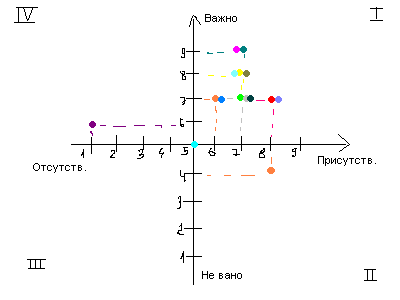 IV
Важно
I
9
8
7
6
Отсутств.
1 2 3 4 5 6 7 8 9
Присутств.
4
3
2
1
III
Не вано
II